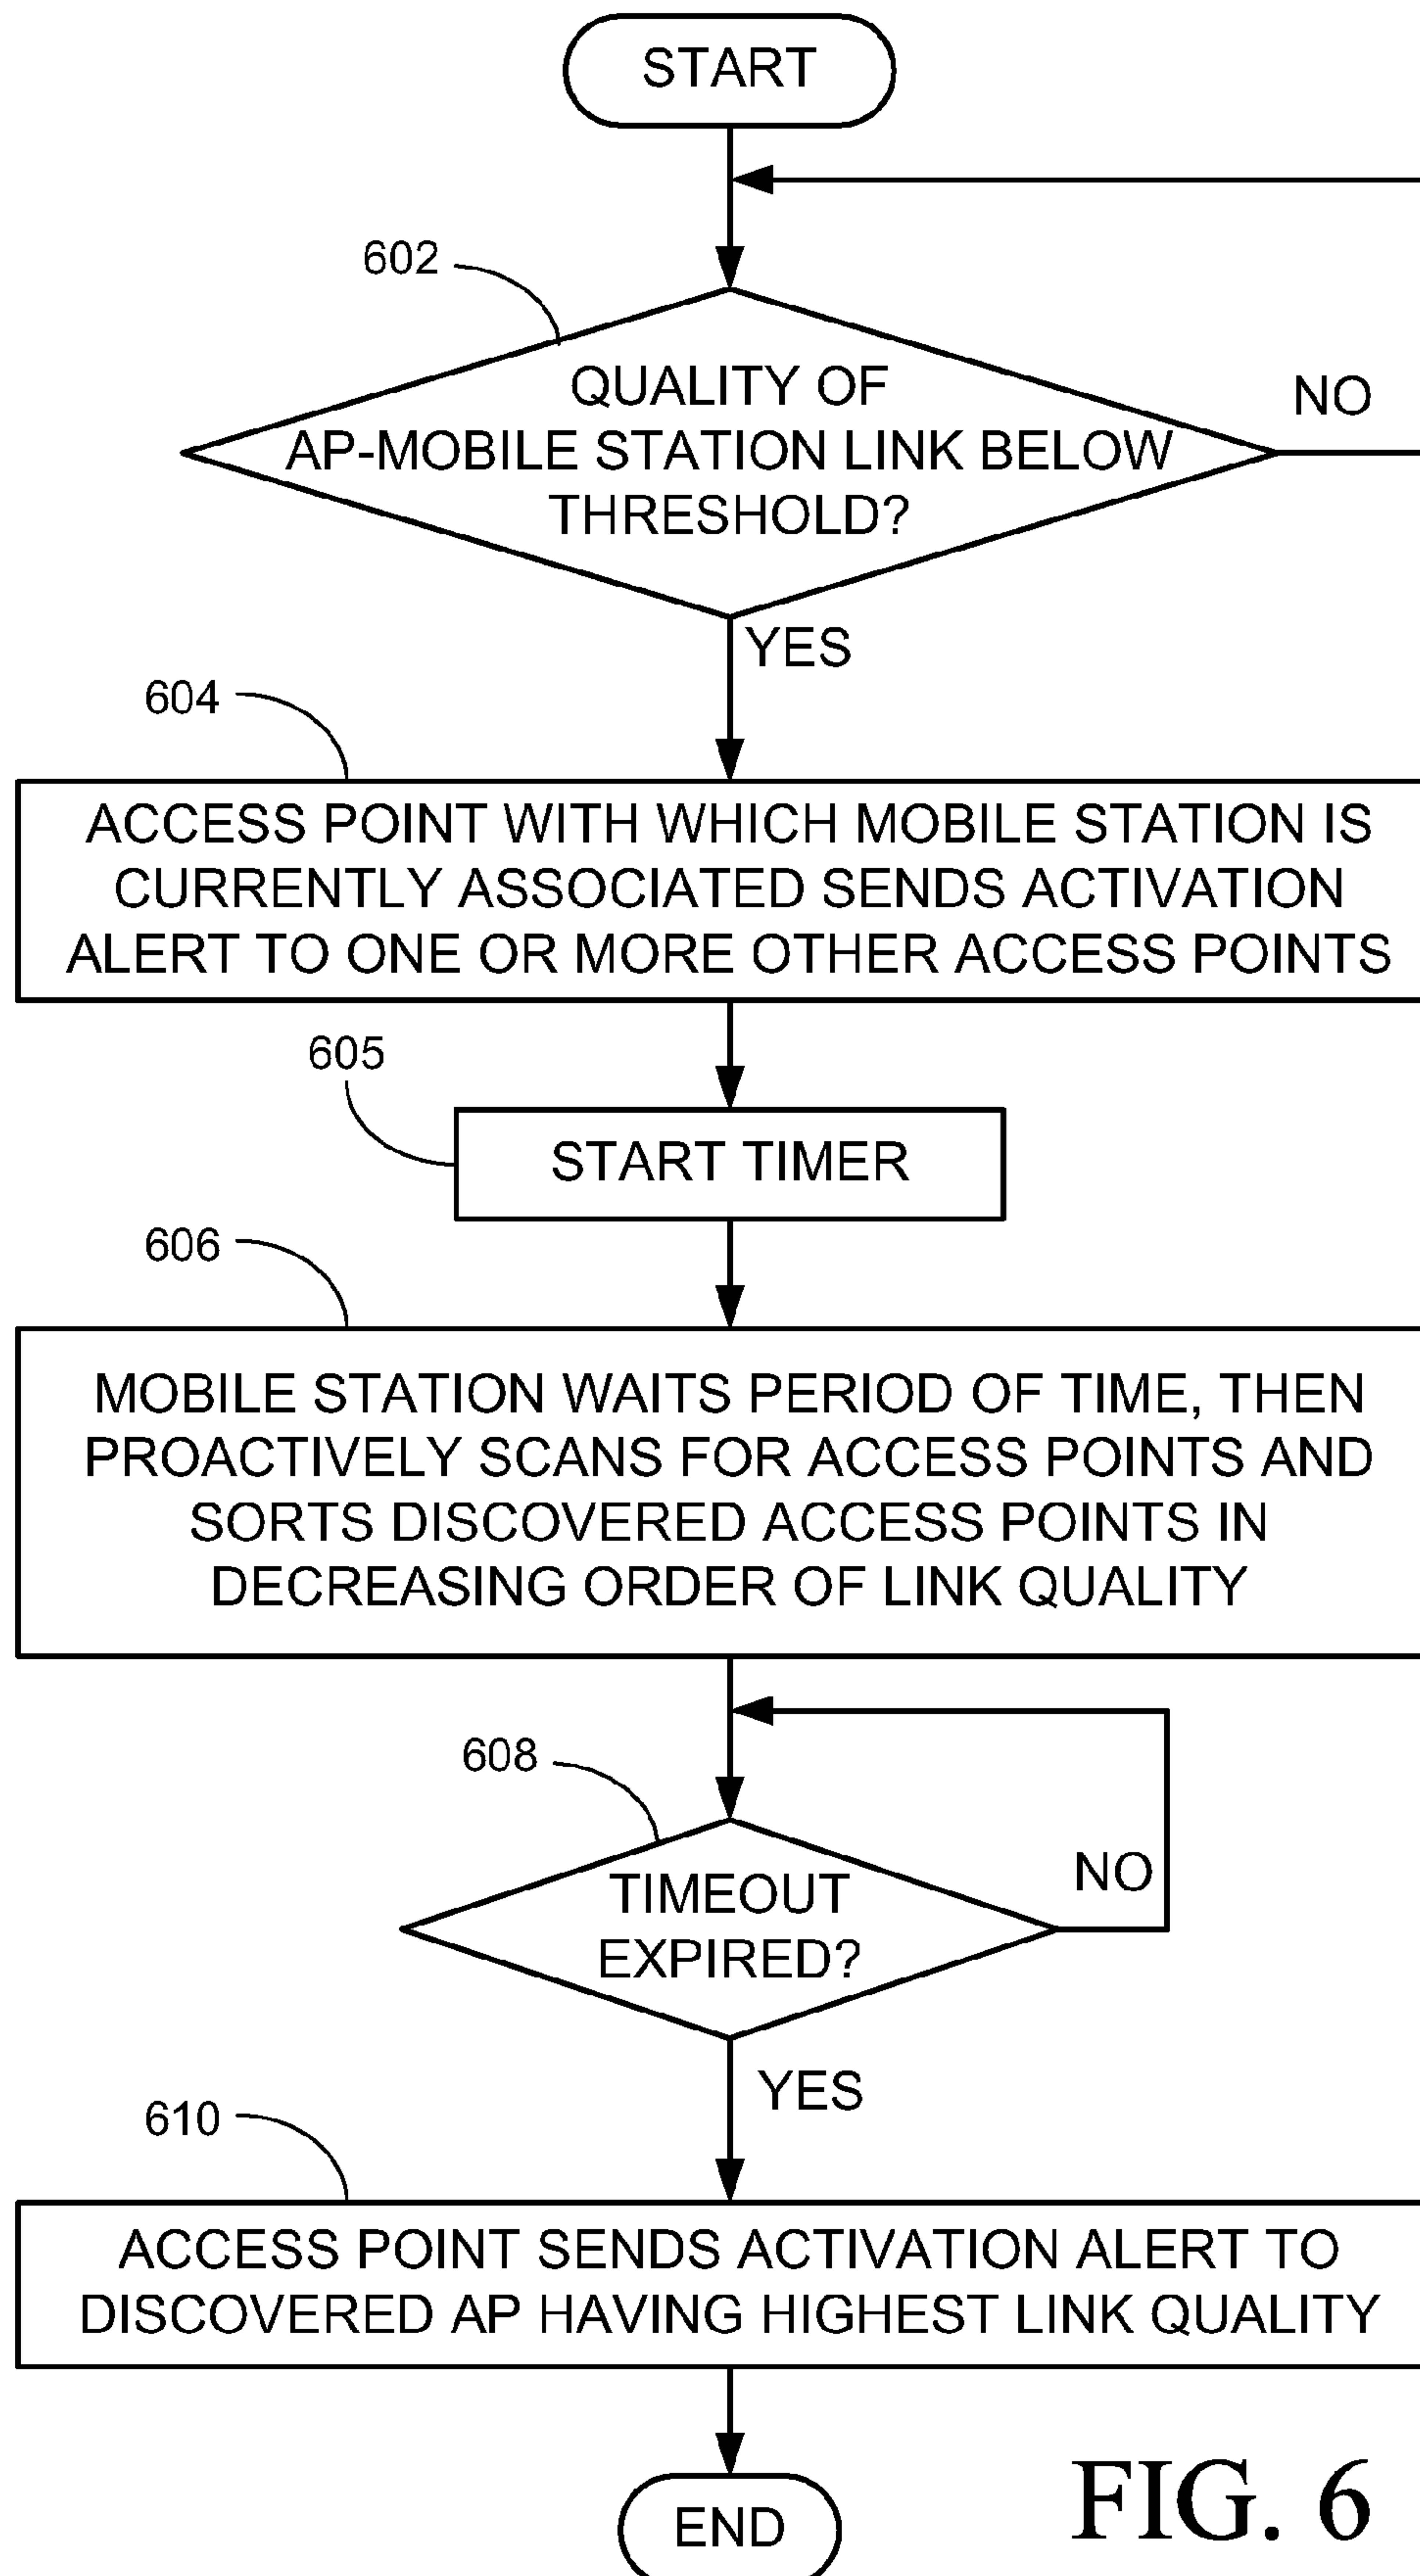 START
602
QUALITY OF
AP-MOBILE STATION LINK BELOW
THRESHOLD?
NO
YES
604
ACCESS POINT WITH WHICH MOBILE STATION IS
CURRENTLY ASSOCIATED SENDS ACTIVATION
ALERT TO ONE OR MORE OTHER ACCESS POINTS
605
START TIMER
606
MOBILE STATION WAITS PERIOD OF TIME, THEN
PROACTIVELY SCANS FOR ACCESS POINTS AND
SORTS DISCOVERED ACCESS POINTS IN
DECREASING ORDER OF LINK QUALITY
608
TIMEOUT
EXPIRED?
NO
YES
610
ACCESS POINT SENDS ACTIVATION ALERT TO
DISCOVERED AP HAVING HIGHEST LINK QUALITY
END
FIG. 6